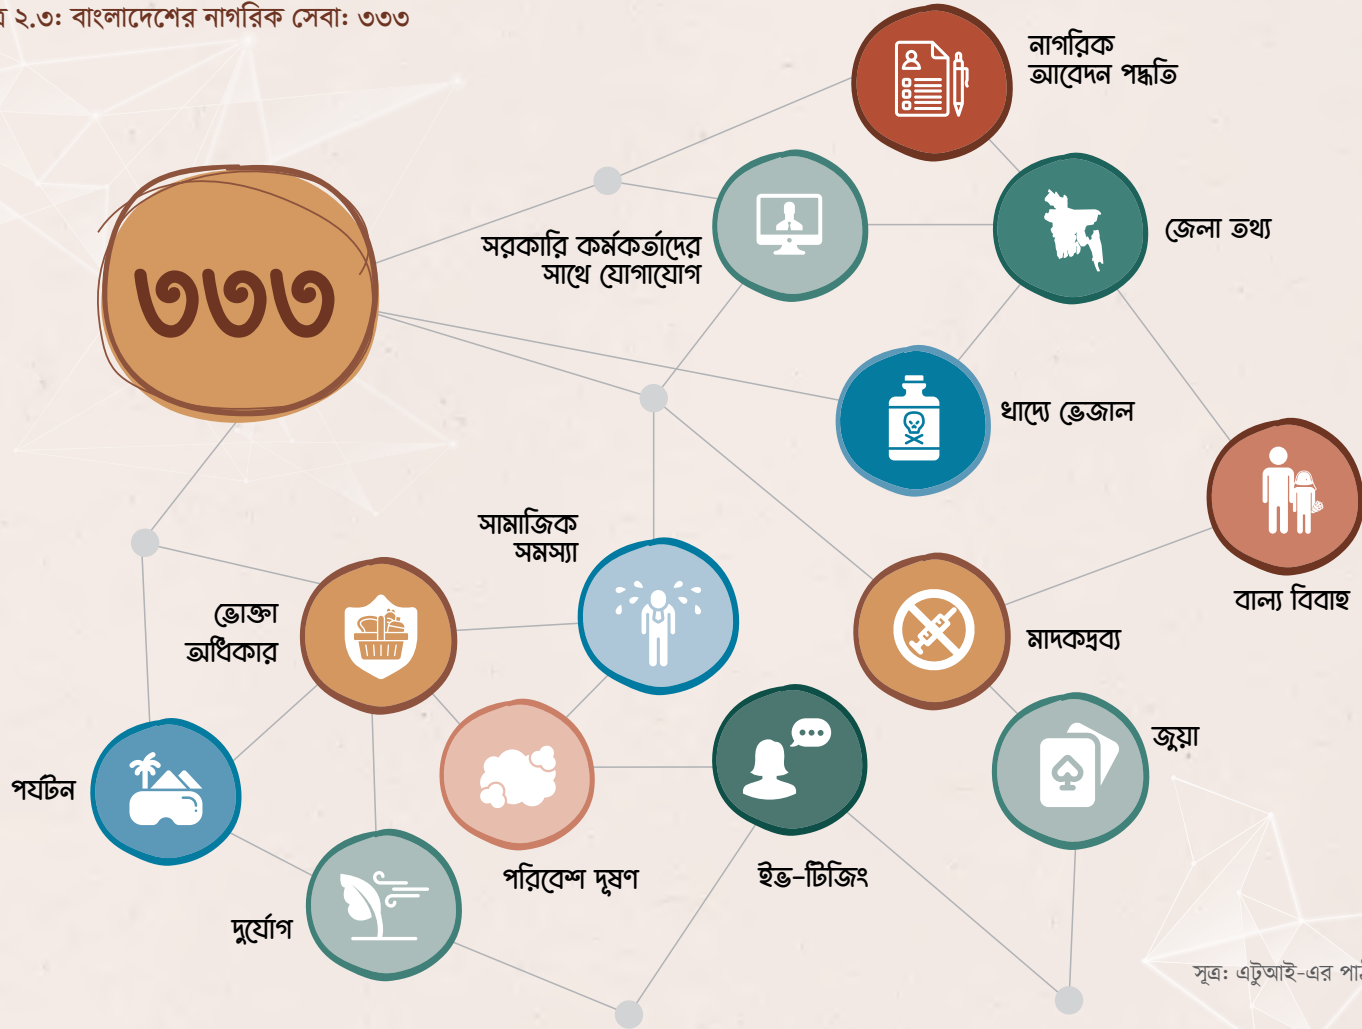 ২.৩: বাংলাদেশের নাগরিক সেবা: ৩৩৩
নাগরিক
আবেদন পদ্ধতি
৩৩৩
সরকারি কর্মকর্তাদের
সাথে যোগাযোগ
জেলা তথ্য
খাদ্যে ভেজাল
সামাজিক
সমস্যা
বাল্য বিবাহ
ভোক্তা
অধিকার
মাদকদ্রব্য
জুয়া
পর্যটন
পরিবেশ দূষণ
ইভ-টিজিং
দুর্যোগ
সূত্র: এটুআই-এর